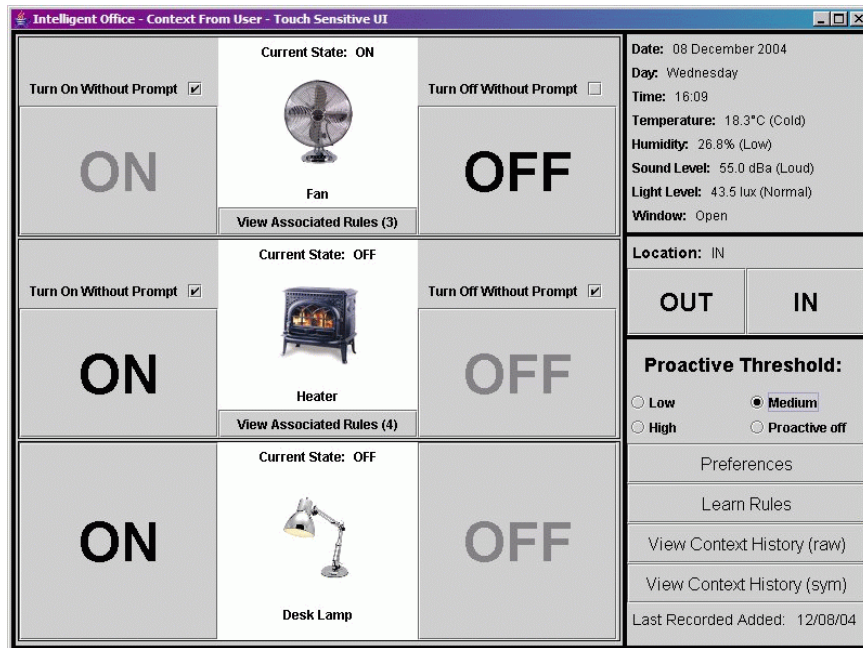 Intelligent Office - Context From User - Touch Sensitive UI
Current State: ON
Turn On Without Prompt
Turn Off Without Prompt
ON
OFF
Fan
View Associated Rules (3)
Current State: OFF
Turn On Without Prompt
Turn Off Without Prompt
ON
OFF
Heater
View Associated Rules (4)
Current State: OFF
ON
OFF
Desk Lamp
Date: 08 December 2004
Day: Wednesday
Time: 16:09
Temperature: 18.3°C (Cold)
Humidity: 26.8% (Low)
Sound Level: 55.0 dBa (Loud)
Light Level: 43.5 lux (Normal)
Window: Open
Location: IN
OUT IN
Proactive Threshold:
Low Medium
High Proactive off
Preferences
Learn Rules
View Context History (raw)
View Context History (sym)
Last Recorded Added: 12/08/04